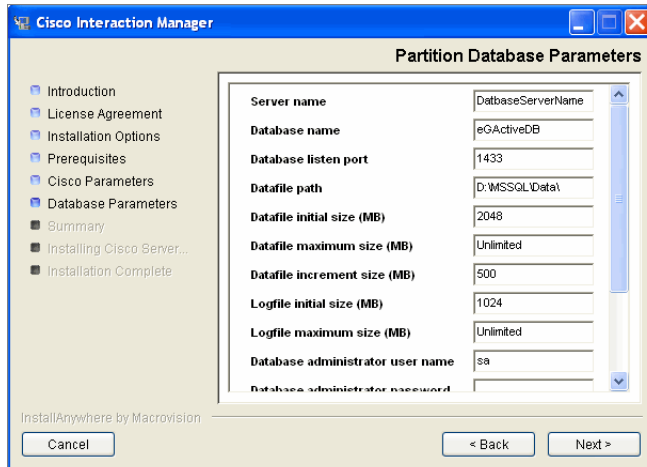 Cisco Interaction Manager
Partition Database Parameters
Introduction
License Agreement
Installation Options
Prerequisites
Cisco Parameters
Database Parameters
Summary
Installing Cisco Server...
Installation Complete
Server name DatbaseServerName
Database name eGActiveDB
Database listen port 1433
Datafile path D:\MSSQL\Data\
Datafile initial size (MB) 2048
Datafile maximum size (MB) Unlimited
Datafile increment size (MB) 500
Logfile initial size (MB) 1024
Logfile maximum size (MB) Unlimited
Database administrator user name sa
Database administrator password
InstallAnywhere by Macrovision
Cancel < Back Next >